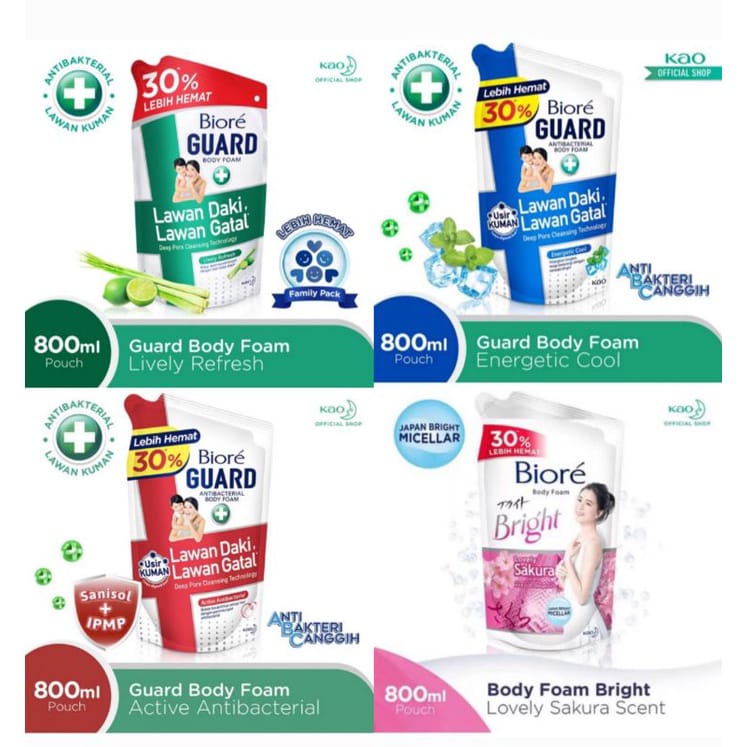 ANTIBAKTERIAL
LAWAN KUMAN
Kao
OFFICIAL SHOP
30%
LEBIH HEMAT
Bioré
GUARD
BODY FOAM
Lawan Daki,
Lawan Gatal*
Deep Pore Cleansing Technology
Lively Refresh
LEBIH HEMAT
Family Pack
800ml
Pouch
Guard Body Foam
Lively Refresh
ANTIBAKTERIAL
LAWAN KUMAN
Kao
OFFICIAL SHOP
Lebih Hemat
30%
Bioré
GUARD
ANTIBACTERIAL
BODY FOAM
Usir
KUMAN
Lawan Daki,
Lawan Gatal*
Deep Pore Cleansing Technology
Energetic Cool
Kao
ANTI
BAKTERI
CANGGIH
800ml
Pouch
Guard Body Foam
Energetic Cool
ANTIBAKTERIAL
LAWAN KUMAN
Kao
OFFICIAL SHOP
Lebih Hemat
30%
Bioré
GUARD
ANTIBACTERIAL
BODY FOAM
Usir
KUMAN
Lawan Daki,
Lawan Gatal*
Deep Pore Cleansing Technology
Active Antibacterial
Sanisol
+
IPMP
ANTI
BAKTERI
CANGGIH
800ml
Pouch
Guard Body Foam
Active Antibacterial
JAPAN BRIGHT
MICELLAR
Kao
OFFICIAL SHOP
30%
LEBIH HEMAT
Bioré
Body Foam
ブライト
Bright
Lovely
Sakura
JAPAN BRIGHT
MICELLAR
Kao
800ml
Pouch
Body Foam Bright
Lovely Sakura Scent